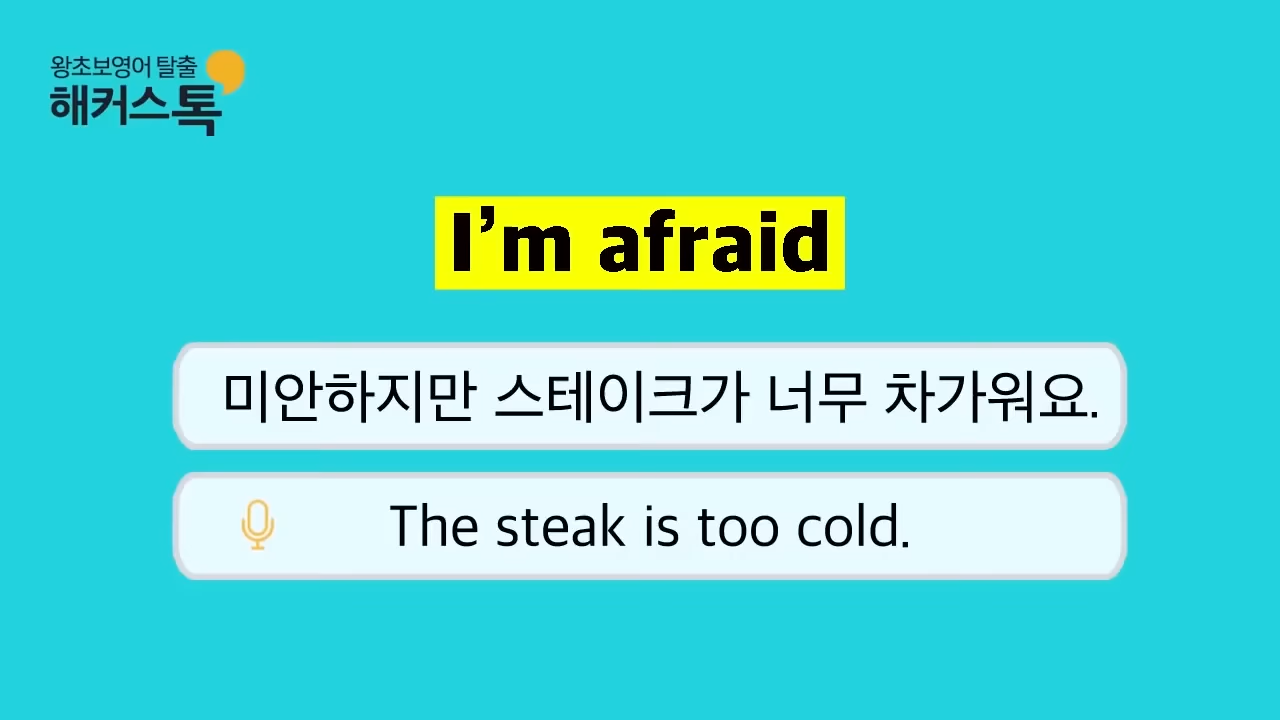 왕초보영어 탈출
해커스톡
I'm afraid
미안하지만 스테이크가 너무 차가워요.
The steak is too cold.